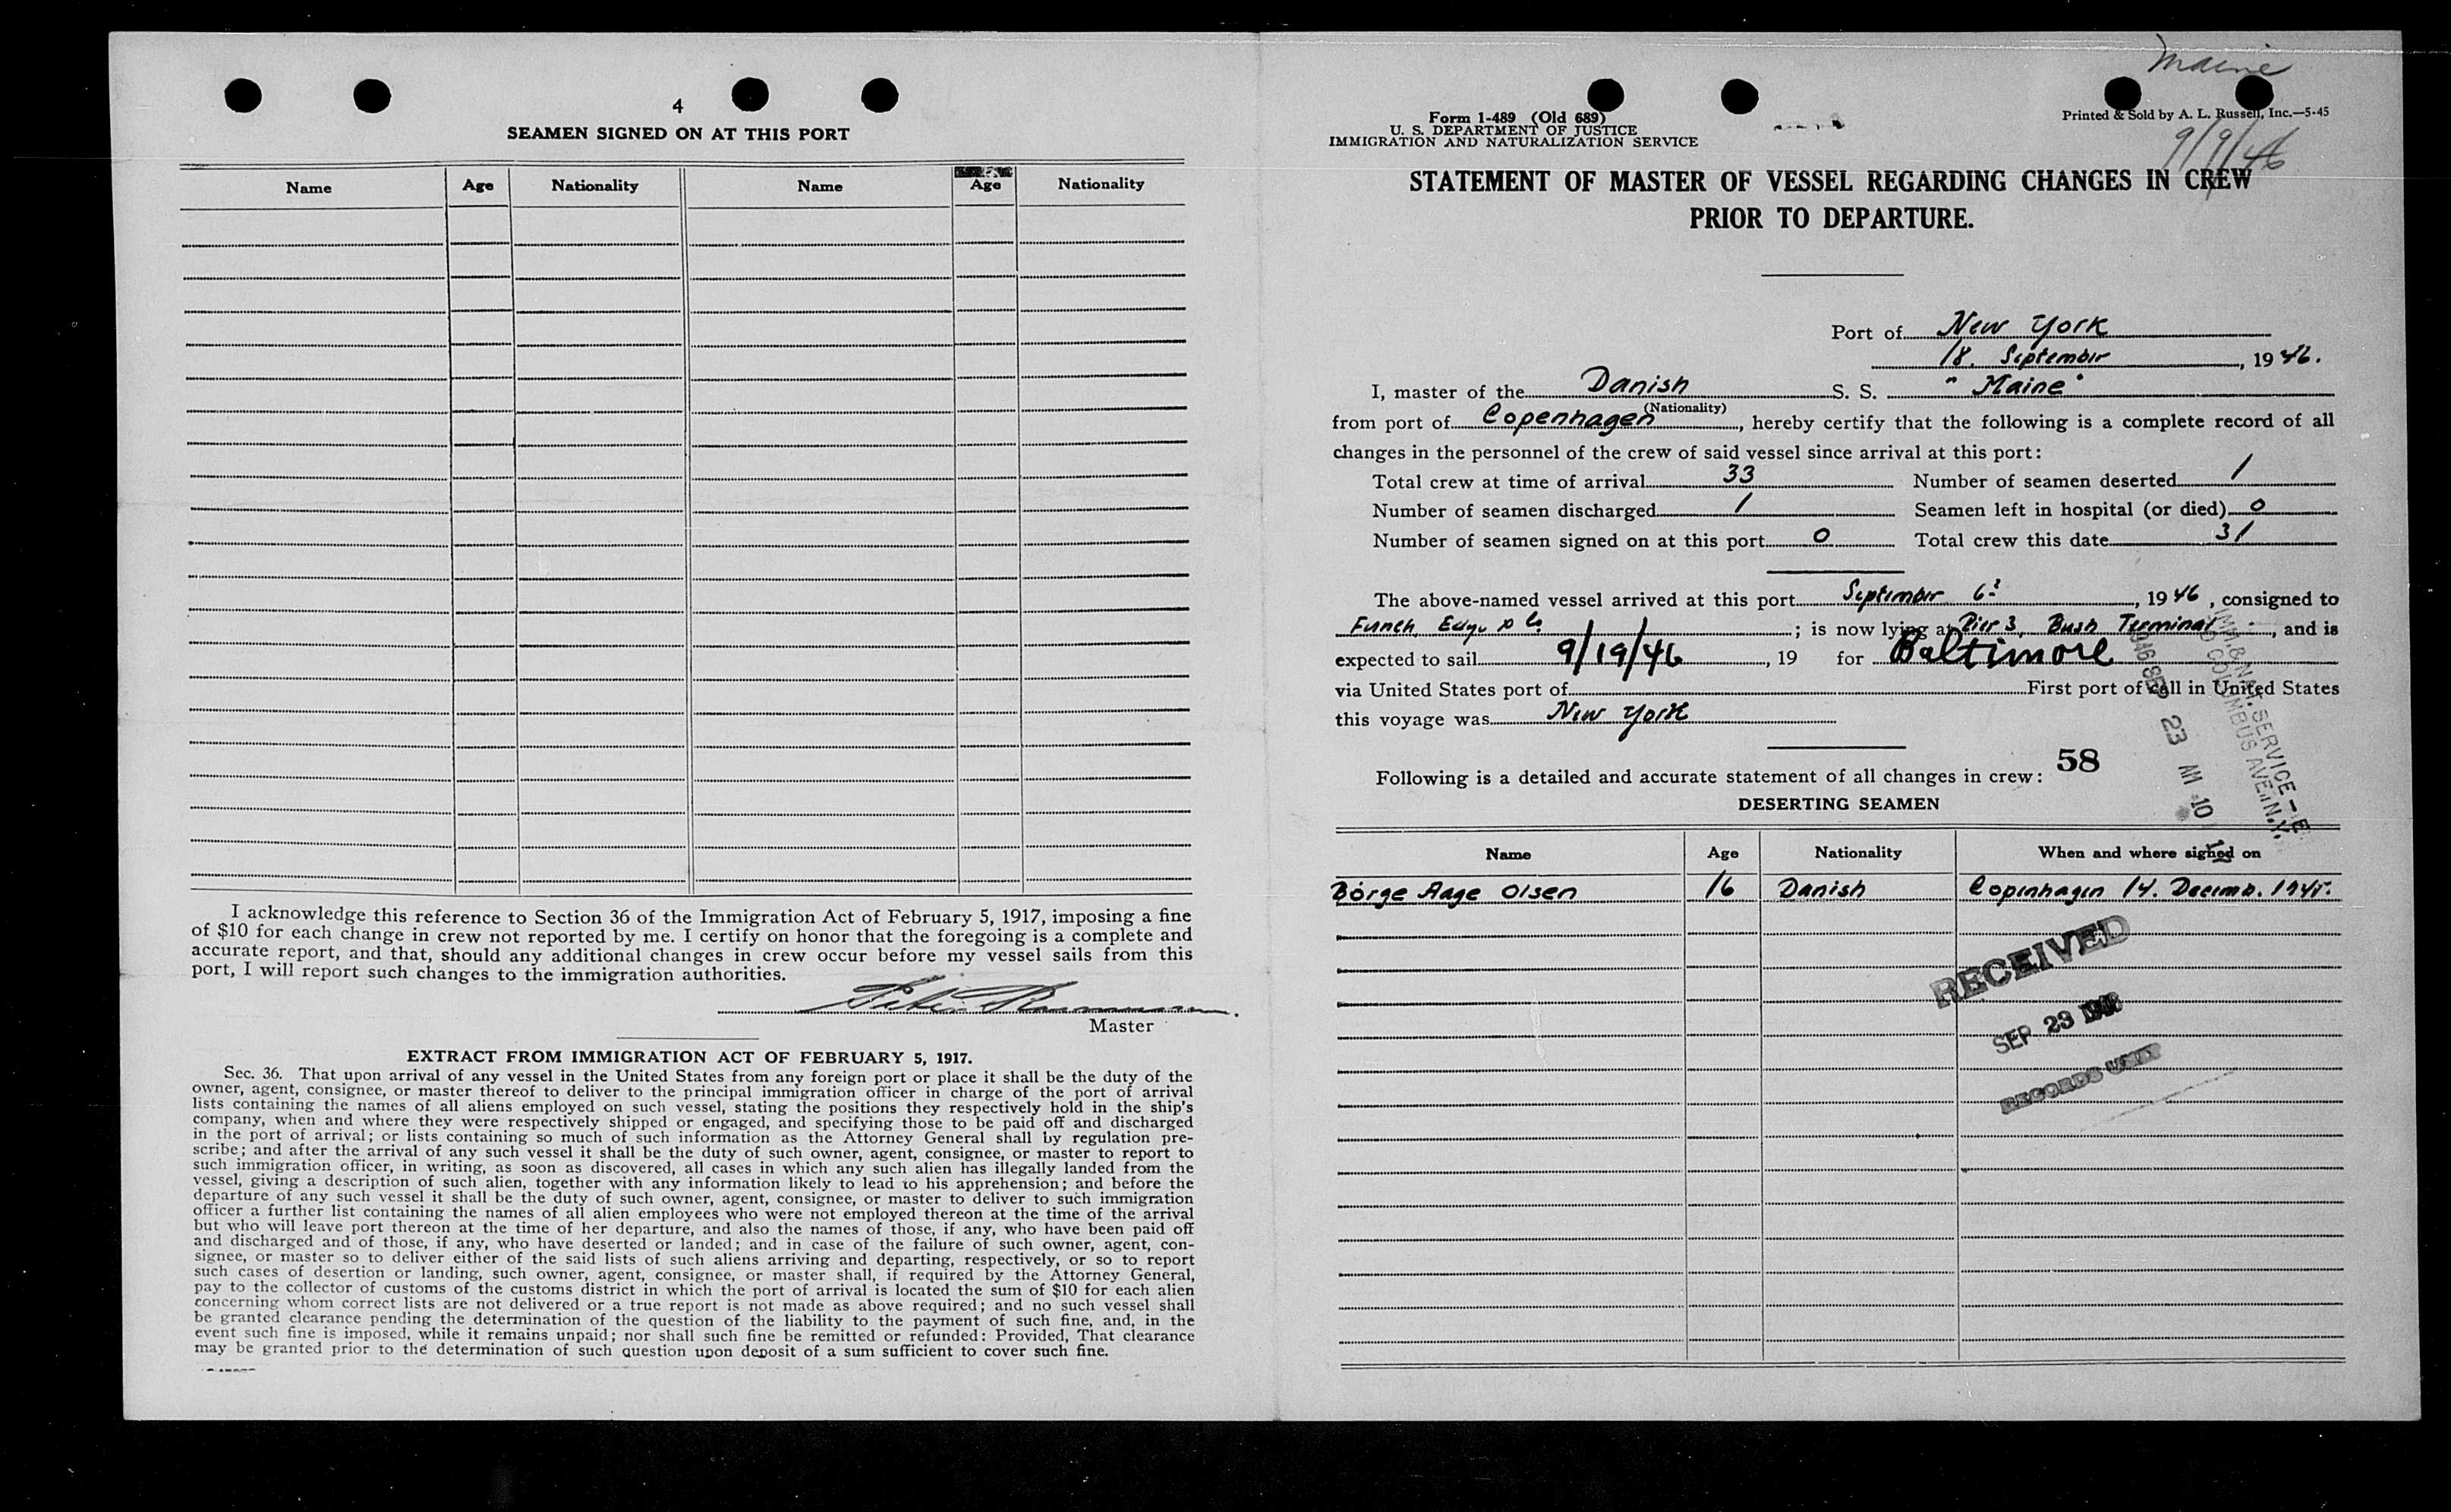 4
SEAMEN SIGNED ON AT THIS PORT
Name Age Nationality Name Age Nationality
I acknowledge this reference to Section 36 of the Immigration Act of February 5, 1917, imposing a fine
of $10 for each change in crew not reported by me. I certify on honor that the foregoing is a complete and
accurate report, and that, should any additional changes in crew occur before my vessel sails from this
port, I will report such changes to the immigration authorities.
Master
EXTRACT FROM IMMIGRATION ACT OF FEBRUARY 5, 1917.
Sec. 36. That upon arrival of any vessel in the United States from any foreign port or place it shall be the duty of the
owner, agent, consignee, or master thereof to deliver to the principal immigration officer in charge of the port of arrival
lists containing the names of all aliens employed on such vessel, stating the positions they respectively hold in the ship's
company, when and where they were respectively shipped or engaged, and specifying those to be paid off and discharged
in the port of arrival; or lists containing so much of such information as the Attorney General shall by regulation pre-
scribe; and after the arrival of any such vessel it shall be the duty of such owner, agent, consignee, or master to report to
such immigration officer, in writing, as soon as discovered, all cases in which any such alien has illegally landed from the
vessel, giving a description of such alien, together with any information likely to lead to his apprehension; and before the
departure of any such vessel it shall be the duty of such owner, agent, consignee, or master to deliver to such immigration
officer a further list containing the names of all alien employees who were not employed thereon at the time of the arrival
but who will leave port thereon at the time of her departure, and also the names of those, if any, who have been paid off
and discharged and of those, if any, who have deserted or landed; and in case of the failure of such owner, agent, con-
signee, or master so to deliver either of the said lists of such aliens arriving and departing, respectively, or so to report
such cases of desertion or landing, such owner, agent, consignee, or master shall, if required by the Attorney General,
pay to the collector of customs of the customs district in which the port of arrival is located the sum of $10 for each alien
concerning whom correct lists are not delivered or a true report is not made as above required; and no such vessel shall
be granted clearance pending the determination of the question of the liability to the payment of such fine, and, in the
event such fine is imposed, while it remains unpaid; nor shall such fine be remitted or refunded: Provided, That clearance
may be granted prior to the determination of such question upon deposit of a sum sufficient to cover such fine.
Maine
Form 1-489 (Old 689)
U. S. DEPARTMENT OF JUSTICE
IMMIGRATION AND NATURALIZATION SERVICE
Printed & Sold by A. L. Russell, Inc.—5-45
9/9/46
STATEMENT OF MASTER OF VESSEL REGARDING CHANGES IN CREW
PRIOR TO DEPARTURE.
Port of New York
18. September, 1946.
I, master of the Danish S. S. "Maine"
(Nationality)
from port of Copenhagen, hereby certify that the following is a complete record of all
changes in the personnel of the crew of said vessel since arrival at this port:
Total crew at time of arrival 33 Number of seamen deserted 1
Number of seamen discharged 1 Seamen left in hospital (or died) 0
Number of seamen signed on at this port 0 Total crew this date 31
The above-named vessel arrived at this port September 6, 1946, consigned to
Funch, Edye & Co; is now lying at Pier 3, Bush Terminal, and is
expected to sail 9/19/46, 19 for Baltimore
via United States port of First port of call in United States
this voyage was New York
IMM. & NAT. SERVICE
COLUMBUS AVE. N.Y.
1946 SEP 23 AM 10 17
58
Following is a detailed and accurate statement of all changes in crew:
DESERTING SEAMEN
Name Age Nationality When and where signed on
Börge Aage Olsen 16 Danish Copenhagen 14. Decemb. 1945.
RECEIVED
SEP 23 1946
RECORDS UNIT